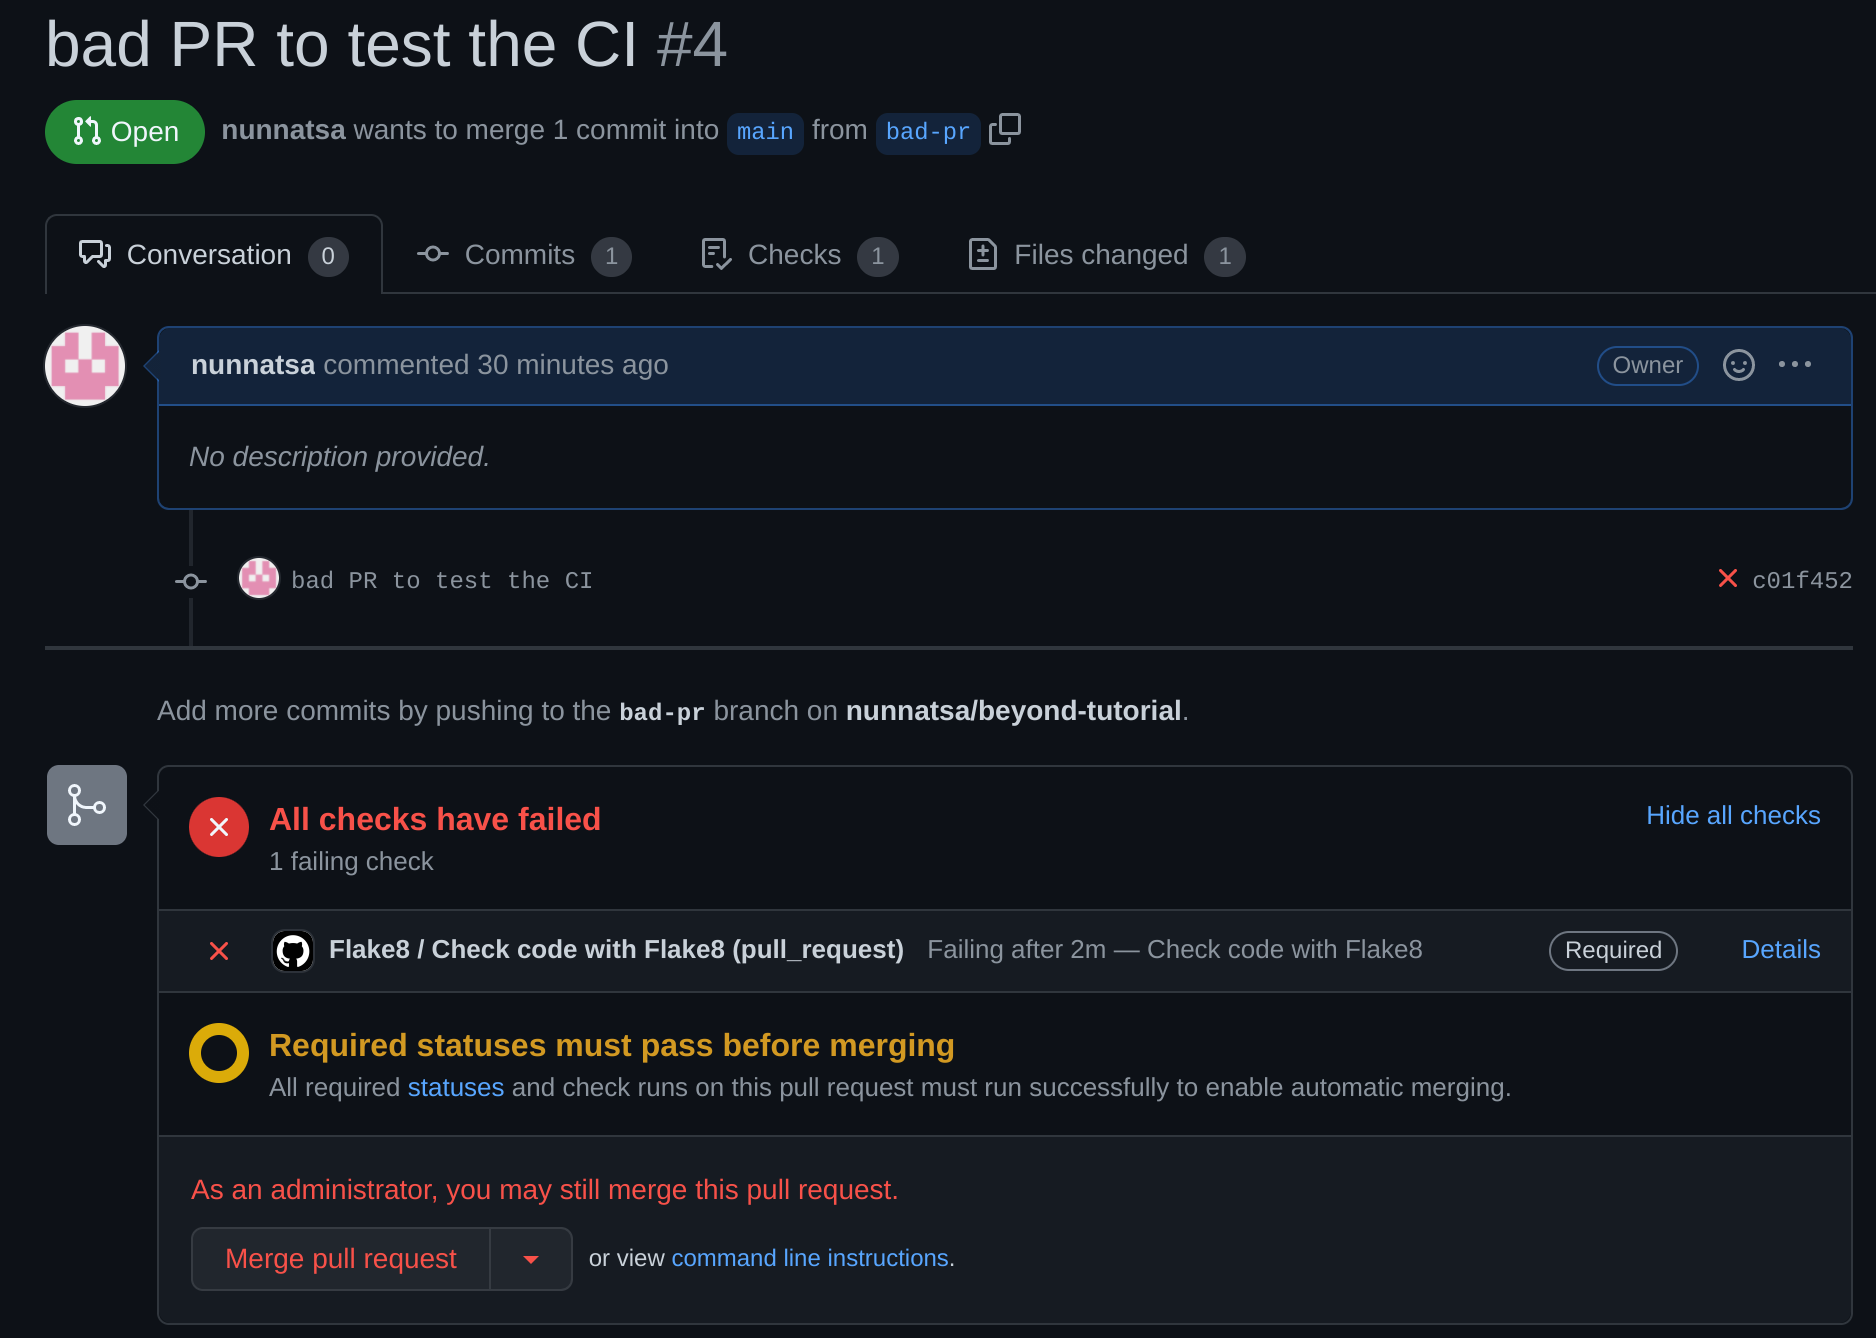 bad PR to test the CI #4
Open nunnatsa wants to merge 1 commit into main from bad-pr
Conversation 0 Commits 1 Checks 1 Files changed 1
nunnatsa commented 30 minutes ago Owner
No description provided.
bad PR to test the CI c01f452
Add more commits by pushing to the bad-pr branch on nunnatsa/beyond-tutorial.
All checks have failed Hide all checks
1 failing check
Flake8 / Check code with Flake8 (pull_request) Failing after 2m — Check code with Flake8 Required Details
Required statuses must pass before merging
All required statuses and check runs on this pull request must run successfully to enable automatic merging.
As an administrator, you may still merge this pull request.
Merge pull request or view command line instructions.